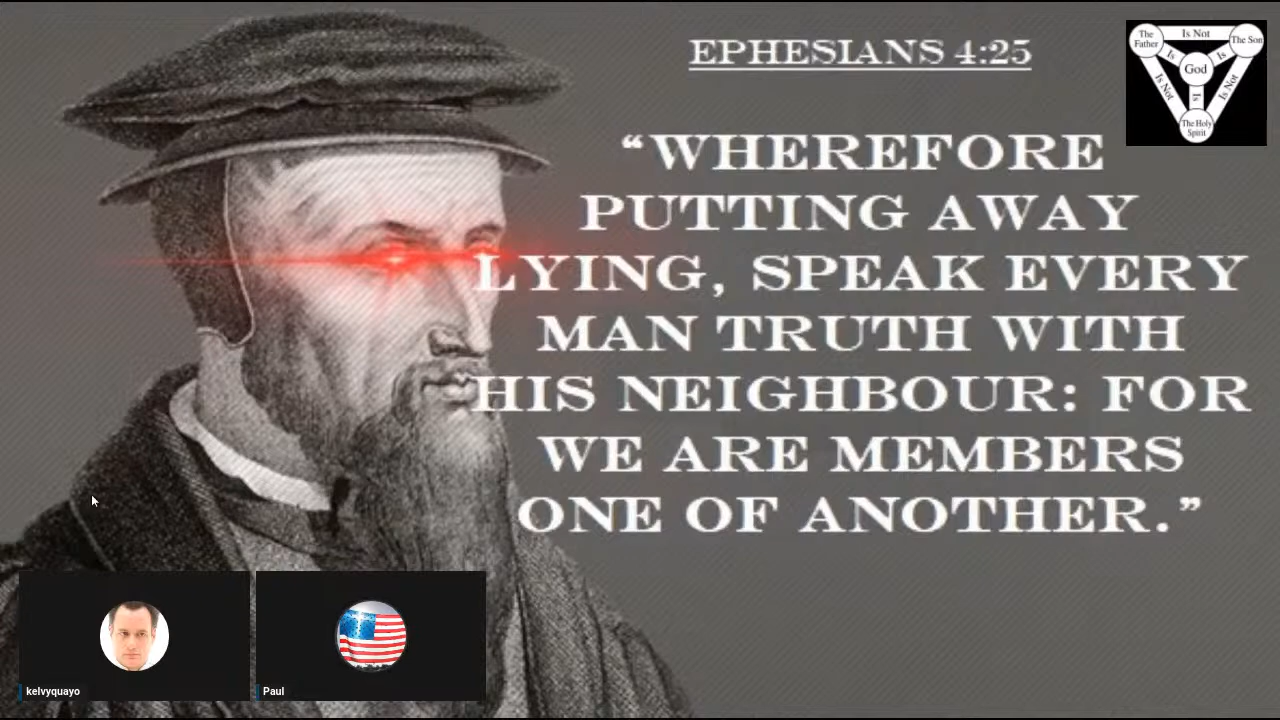 EPHESIANS 4:25
“WHEREFORE
PUTTING AWAY
LYING, SPEAK EVERY
MAN TRUTH WITH
HIS NEIGHBOUR: FOR
WE ARE MEMBERS
ONE OF ANOTHER.”
The Father
Is Not
The Son
Is
Is
God
Is Not
Is
Is Not
The Holy Spirit
kelvyquayo
Paul